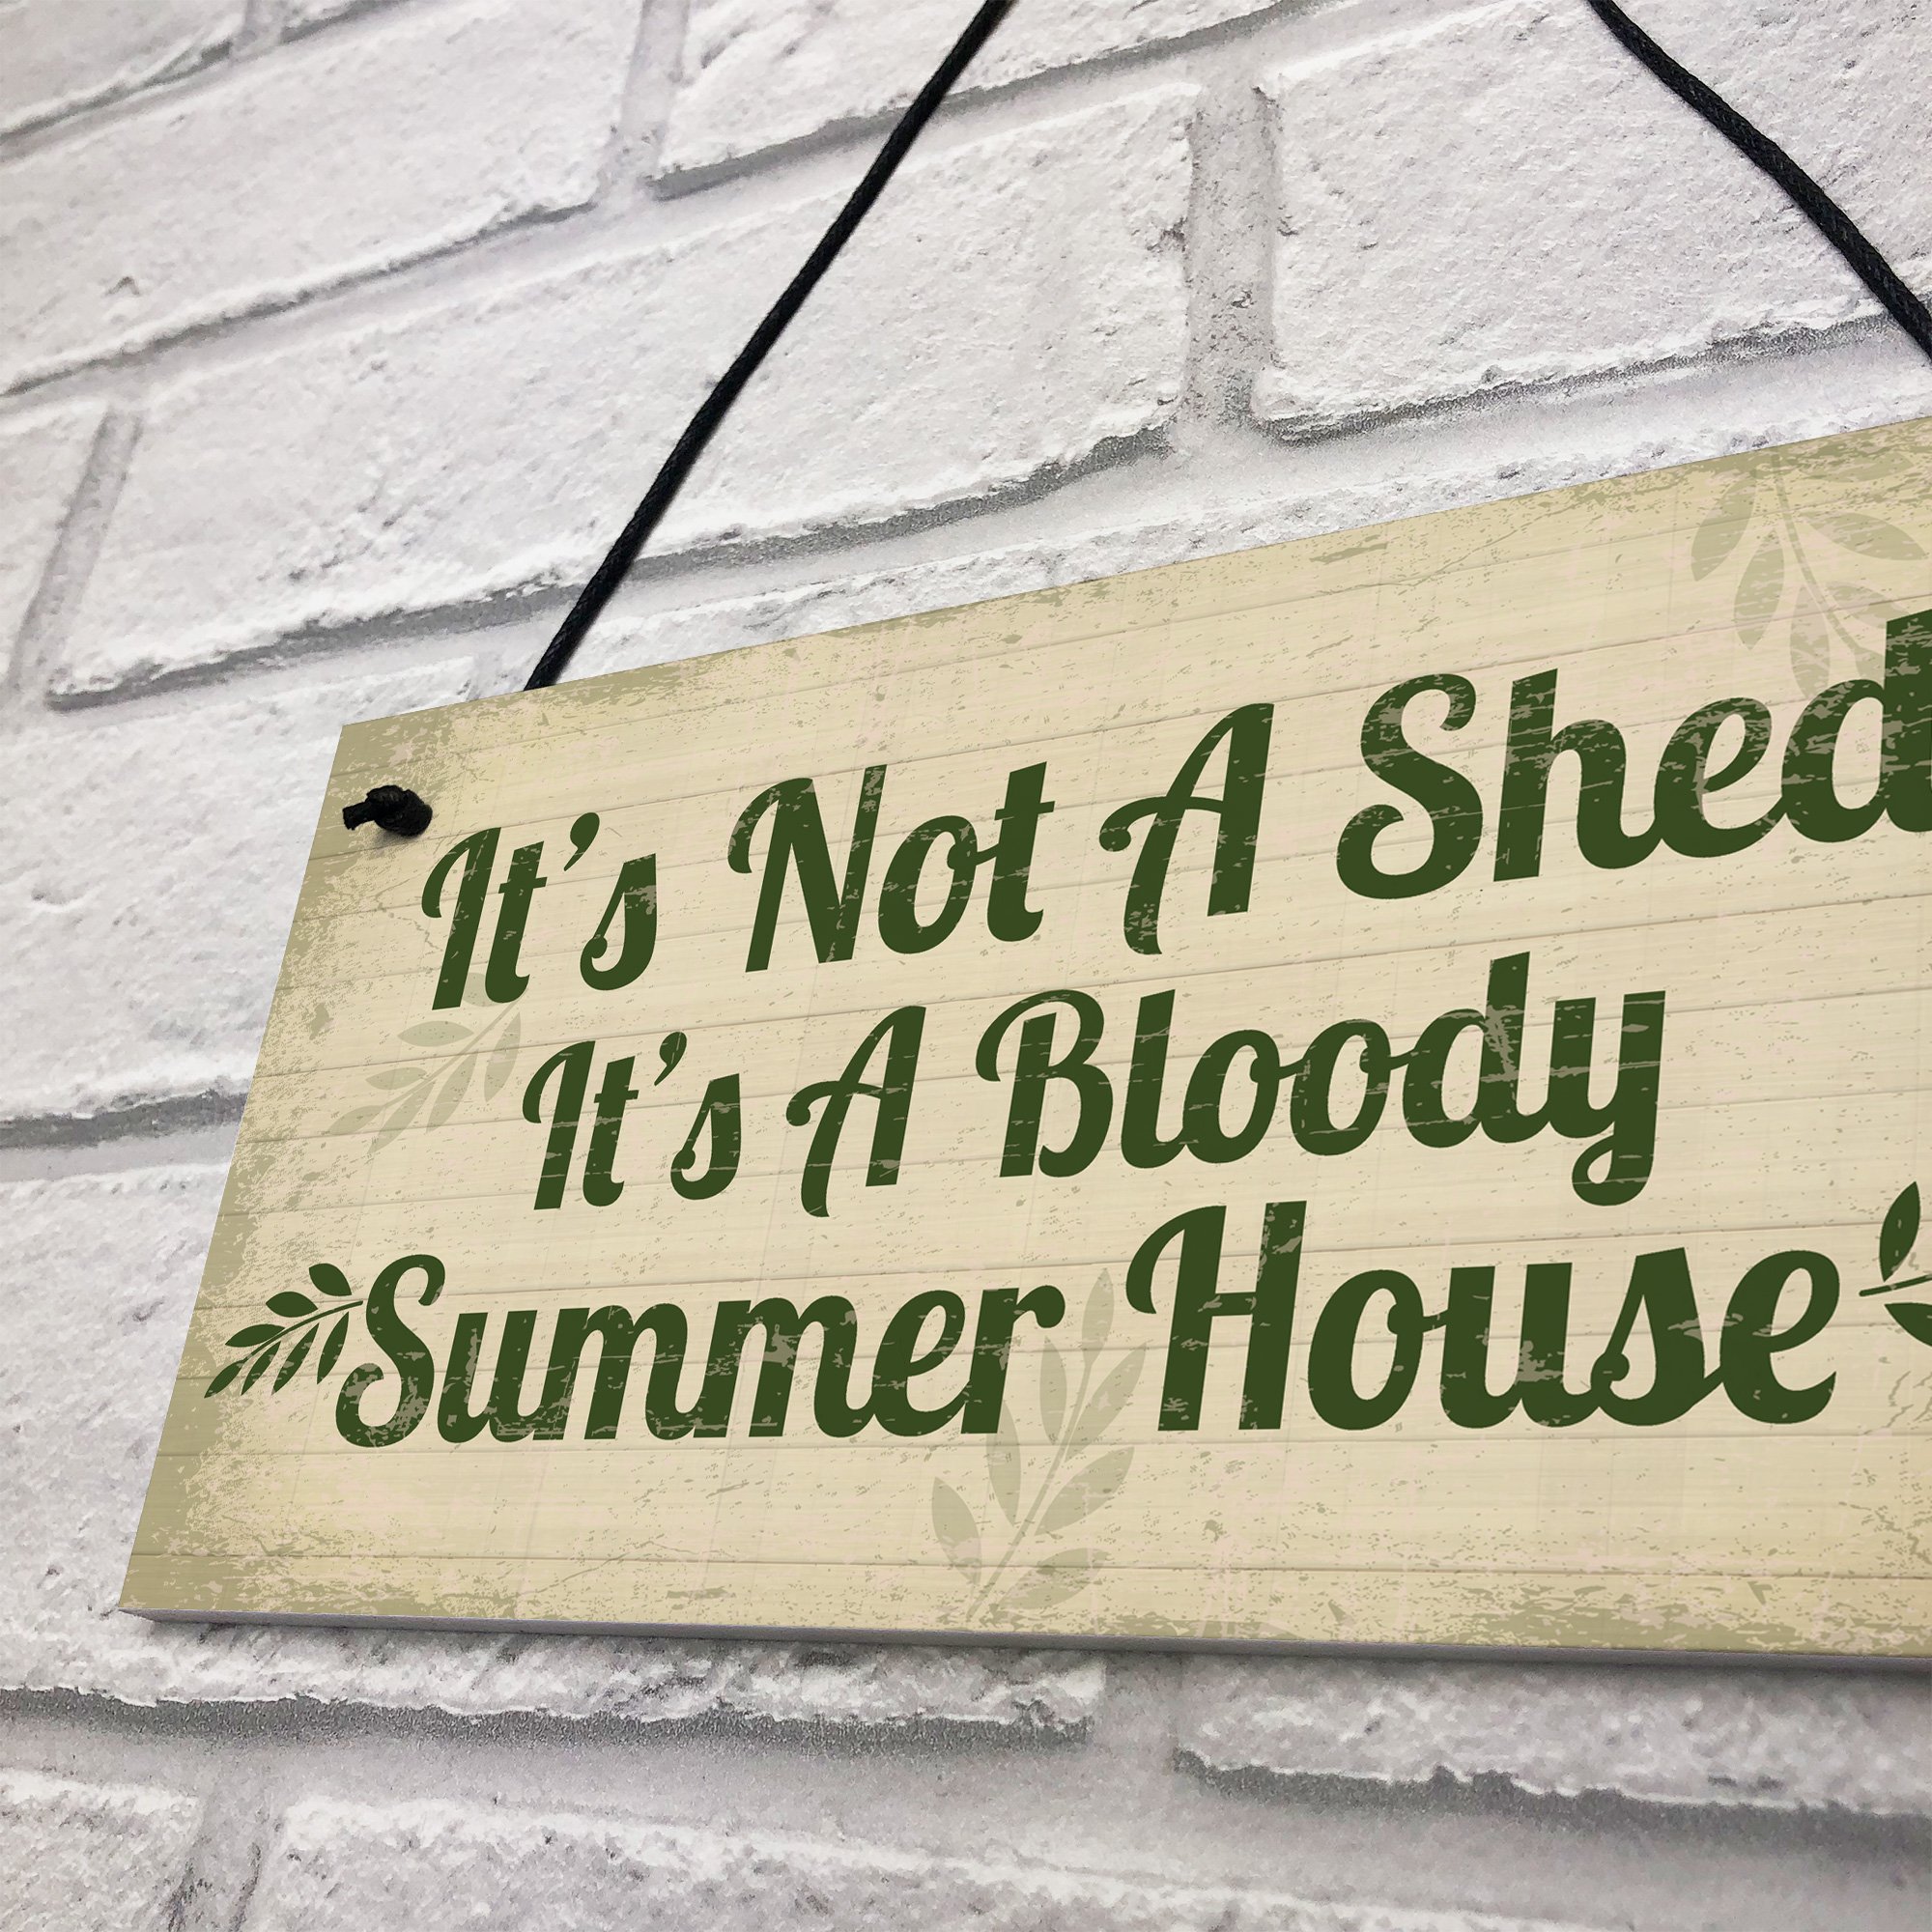 It's Not A Shed
It's A Bloody
Summer House